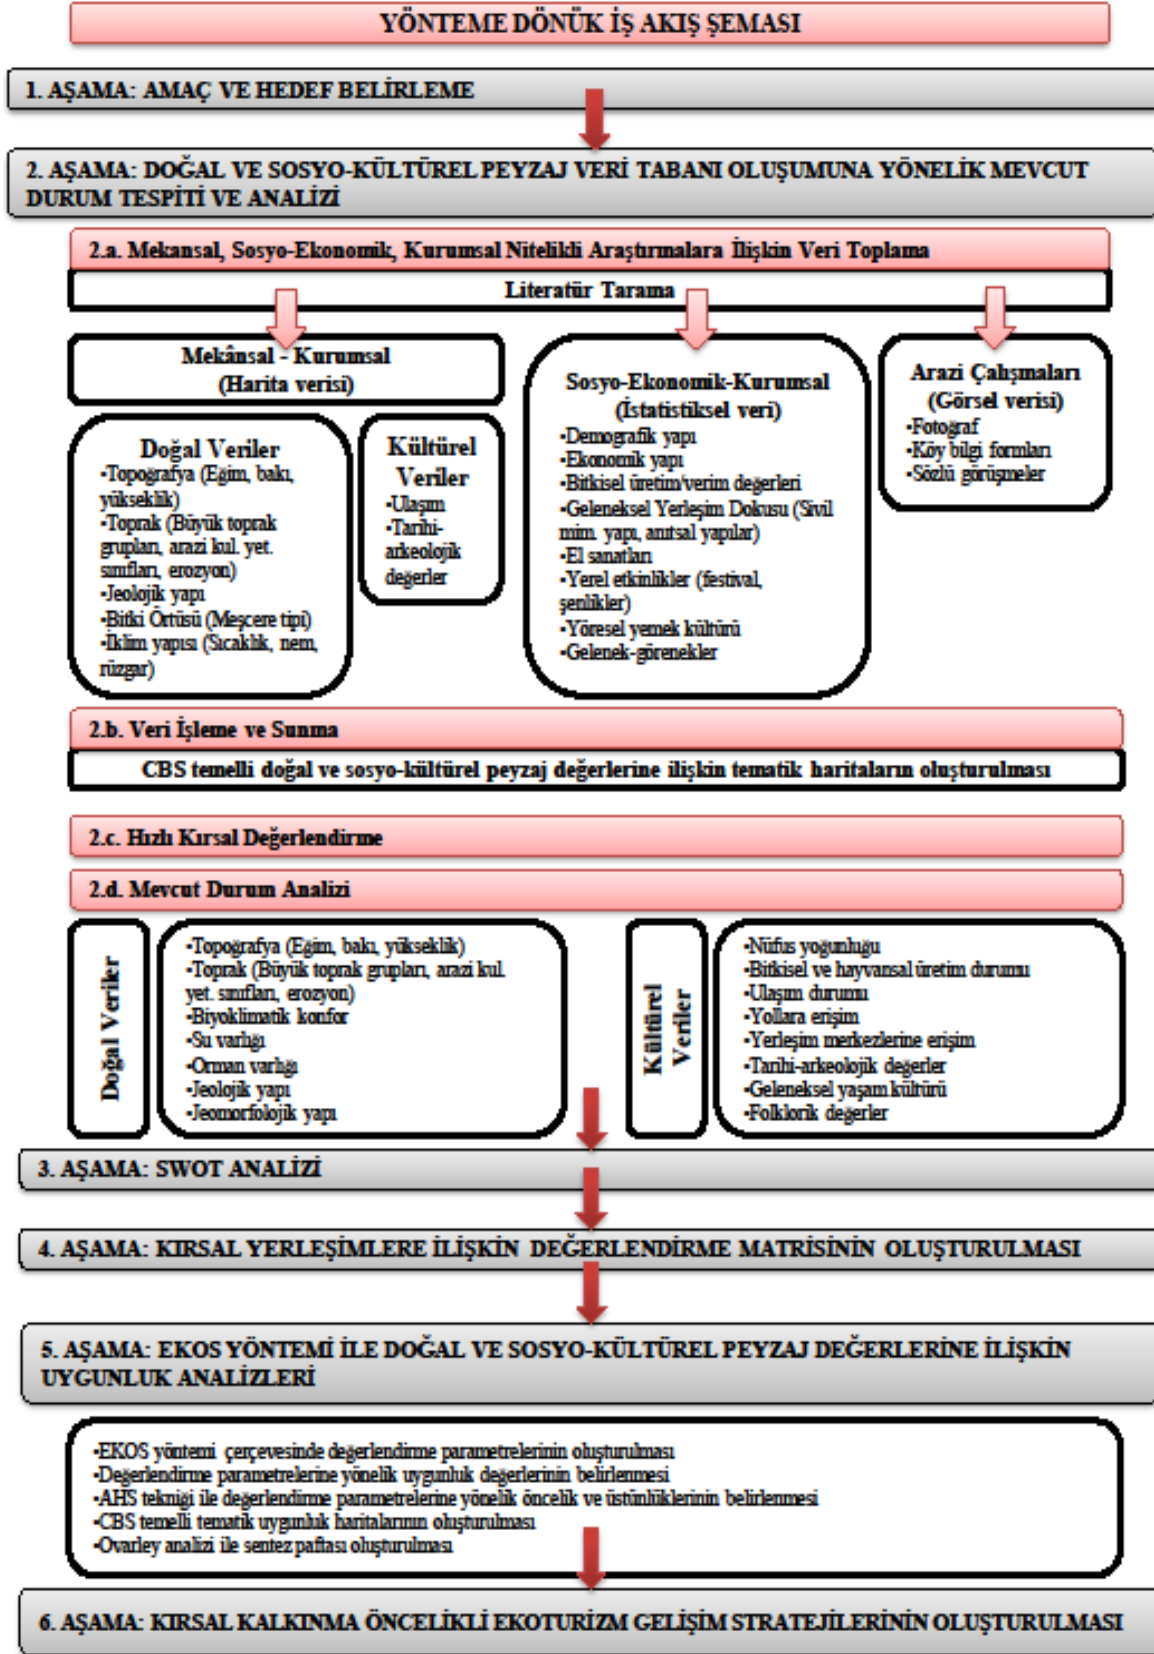 YÖNTEME DÖNÜK İŞ AKIŞ ŞEMASI
1. AŞAMA: AMAÇ VE HEDEF BELİRLEME
2. AŞAMA: DOĞAL VE SOSYO-KÜLTÜREL PEYZAJ VERİ TABANI OLUŞUMUNA YÖNELİK MEVCUT
DURUM TESPİTİ VE ANALİZİ
2.a. Mekansal, Sosyo-Ekonomik, Kurumsal Nitelikli Araştırmalara İlişkin Veri Toplama
Literatür Tarama
Mekânsal - Kurumsal
(Harita verisi)
Doğal Veriler
•Topoğrafya (Eğim, bakı,
yükseklik)
•Toprak (Büyük toprak
grupları, arazi kul. yet.
sınıfları, erozyon)
•Jeolojik yapı
•Bitki Örtüsü (Meşcere tipi)
•İklim yapısı (Sıcaklık, nem,
rüzgar)
Kültürel
Veriler
•Ulaşım
•Tarihi-
arkeolojik
değerler
Sosyo-Ekonomik-Kurumsal
(İstatistiksel veri)
•Demografik yapı
•Ekonomik yapı
•Bitkisel üretim/verim değerleri
•Geleneksel Yerleşim Dokusu (Sivil
mim. yapı, anıtsal yapılar)
•El sanatları
•Yerel etkinlikler (festival,
şenlikler)
•Yöresel yemek kültürü
•Gelenek-görenekler
Arazi Çalışmaları
(Görsel verisi)
•Fotoğraf
•Köy bilgi formları
•Sözlü görüşmeler
2.b. Veri İşleme ve Sunma
CBS temelli doğal ve sosyo-kültürel peyzaj değerlerine ilişkin tematik haritaların oluşturulması
2.c. Hızlı Kırsal Değerlendirme
2.d. Mevcut Durum Analizi
Doğal Veriler
•Topoğrafya (Eğim, bakı, yükseklik)
•Toprak (Büyük toprak grupları, arazi kul.
yet. sınıfları, erozyon)
•Biyoklimatik konfor
•Su varlığı
•Orman varlığı
•Jeolojik yapı
•Jeomorfolojik yapı
Kültürel
Veriler
•Nüfus yoğunluğu
•Bitkisel ve hayvansal üretim durumu
•Ulaşım durumu
•Yollara erişim
•Yerleşim merkezlerine erişim
•Tarihi-arkeolojik değerler
•Geleneksel yaşam kültürü
•Folklorik değerler
3. AŞAMA: SWOT ANALİZİ
4. AŞAMA: KIRSAL YERLEŞİMLERE İLİŞKİN DEĞERLENDİRME MATRİSİNİN OLUŞTURULMASI
5. AŞAMA: EKOS YÖNTEMİ İLE DOĞAL VE SOSYO-KÜLTÜREL PEYZAJ DEĞERLERİNE İLİŞKİN
UYGUNLUK ANALİZLERİ
•EKOS yöntemi çerçevesinde değerlendirme parametrelerinin oluşturulması
•Değerlendirme parametrelerine yönelik uygunluk değerlerinin belirlenmesi
•AHS tekniği ile değerlendirme parametrelerine yönelik öncelik ve üstünlüklerinin belirlenmesi
•CBS temelli tematik uygunluk haritalarının oluşturulması
•Ovarley analizi ile sentez paftası oluşturulması
6. AŞAMA: KIRSAL KALKINMA ÖNCELİKLİ EKOTURİZM GELİŞİM STRATEJİLERİNİN OLUŞTURULMASI